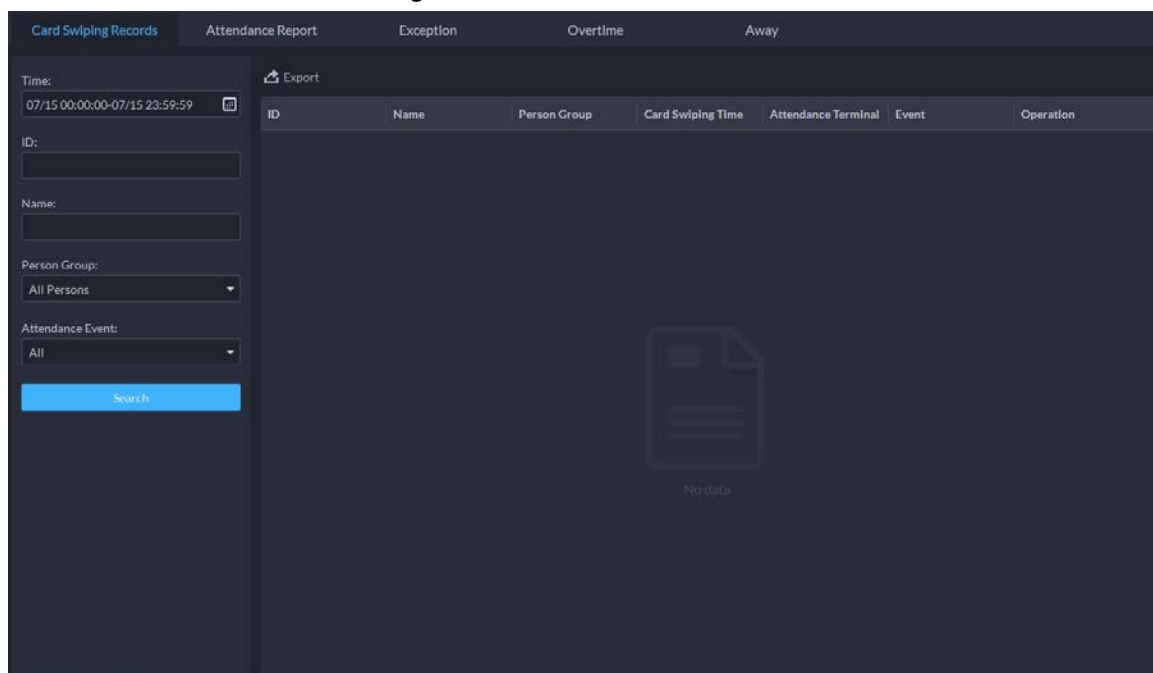 Card Swiping Records Attendance Report Exception Overtime Away
Time:
07/15 00:00:00-07/15 23:59:59
ID:
Name:
Person Group:
All Persons
Attendance Event:
All
Search
Export
ID Name Person Group Card Swiping Time Attendance Terminal Event Operation
No data